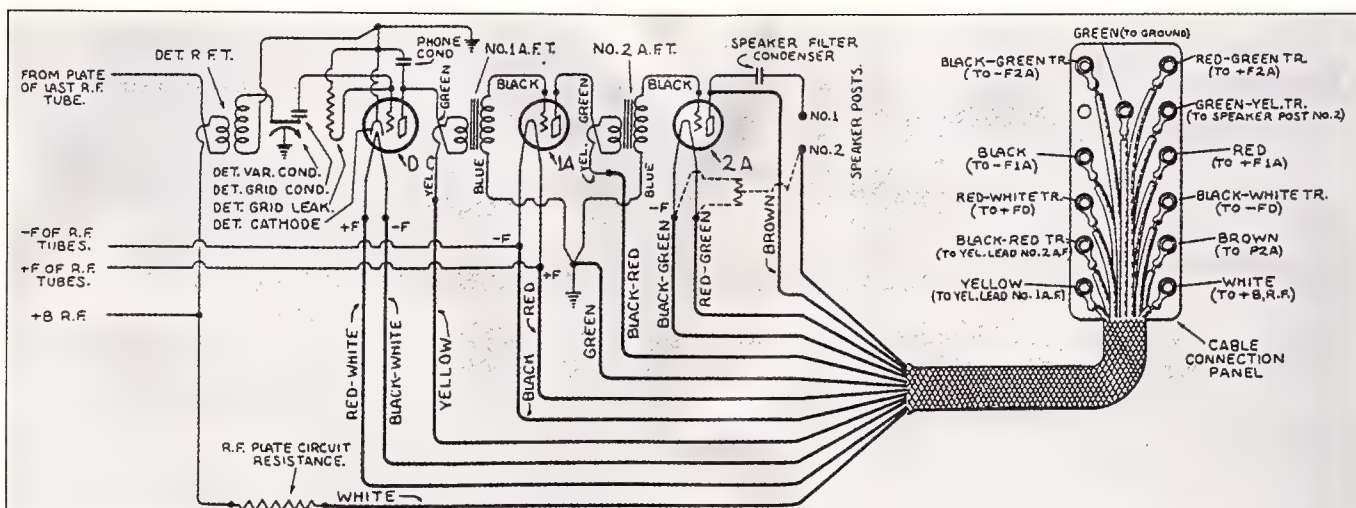 FROM PLATE
OF LAST R.F.
TUBE.
DET. R F.T.
PHONE
COND
GREEN
NO.1 A.F.T.
BLACK
GREEN
NO.2 A.F.T.
BLACK
SPEAKER FILTER
CONDENSER
NO.1
NO.2
SPEAKER POSTS.
D C
1A
2A
YEL.
BLUE
YEL.
BLUE
DET. VAR. COND.
DET. GRID COND.
DET. GRID LEAK.
DET. CATHODE
+F
-F
-F
+F
-F
-F OF R.F.
TUBES.
+F OF R.F.
TUBES.
+B R.F.
RED-WHITE
BLACK-WHITE
YELLOW
BLACK
RED
GREEN
BLACK-RED
BLACK-GREEN
RED-GREEN
BROWN
R.F. PLATE CIRCUIT
RESISTANCE.
WHITE
GREEN (TO GROUND)
BLACK-GREEN TR.
(TO -F2A)
RED-GREEN TR.
(TO +F2A)
GREEN-YEL. TR.
(TO SPEAKER POST NO.2)
BLACK
(TO -F1A)
RED
(TO +F1A)
RED-WHITE TR.
(TO +FD)
BLACK-WHITE TR.
(TO -FD)
BLACK-RED TR.
(TO YEL. LEAD NO.2 A.F.)
BROWN
(TO P2A)
YELLOW
(TO YEL. LEAD NO.1 A.F.)
WHITE
(TO +B, R.F.)
CABLE
CONNECTION
PANEL